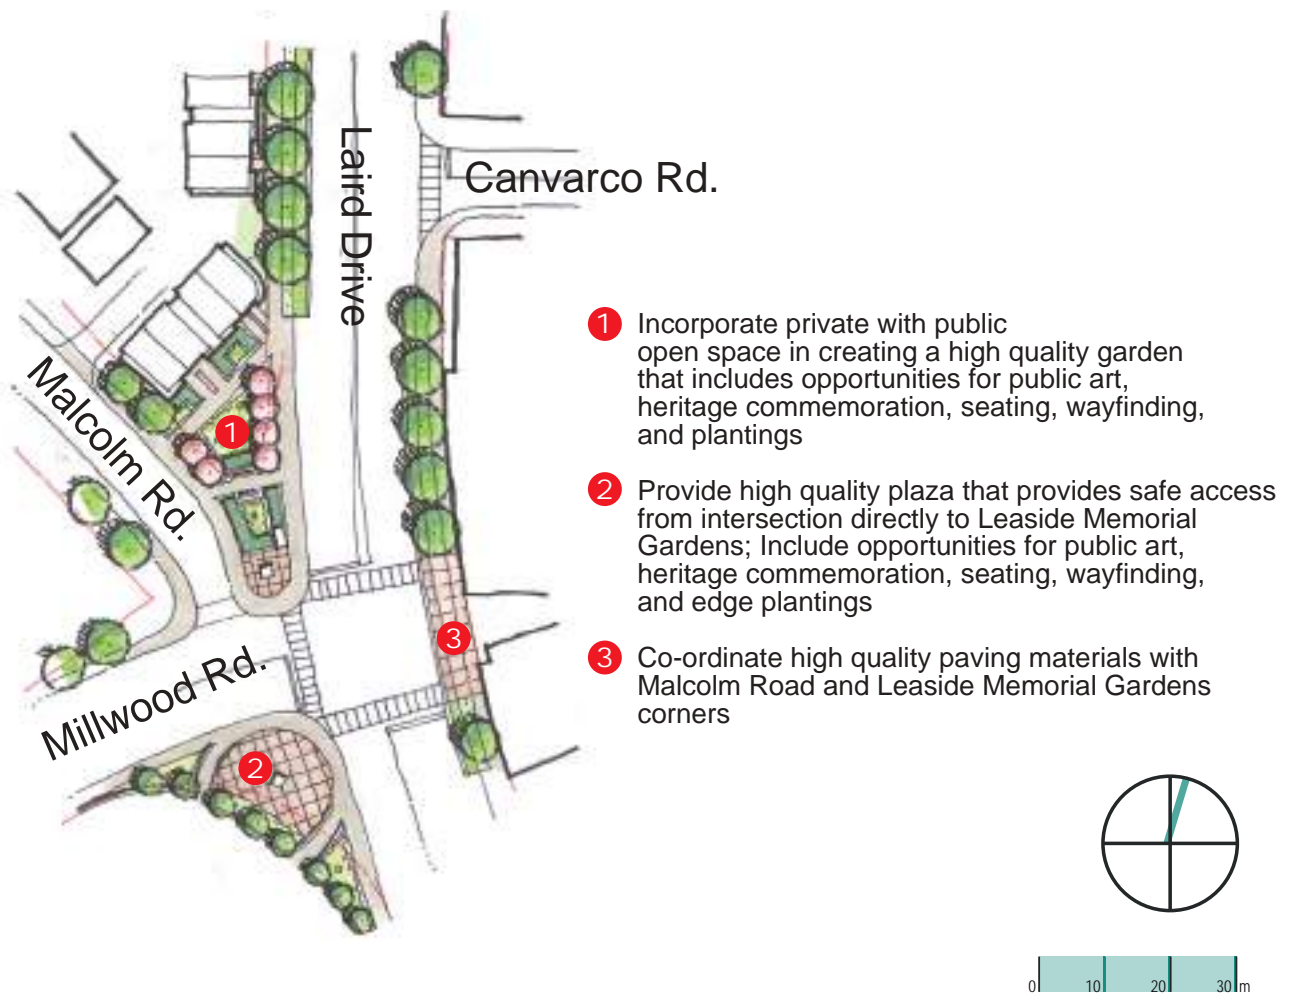 Laird Drive
Canvarco Rd.
Malcolm Rd.
Millwood Rd.
1
2
3
1 Incorporate private with public
open space in creating a high quality garden
that includes opportunities for public art,
heritage commemoration, seating, wayfinding,
and plantings
2 Provide high quality plaza that provides safe access
from intersection directly to Leaside Memorial
Gardens; Include opportunities for public art,
heritage commemoration, seating, wayfinding,
and edge plantings
3 Co-ordinate high quality paving materials with
Malcolm Road and Leaside Memorial Gardens
corners
0 10 20 30 m